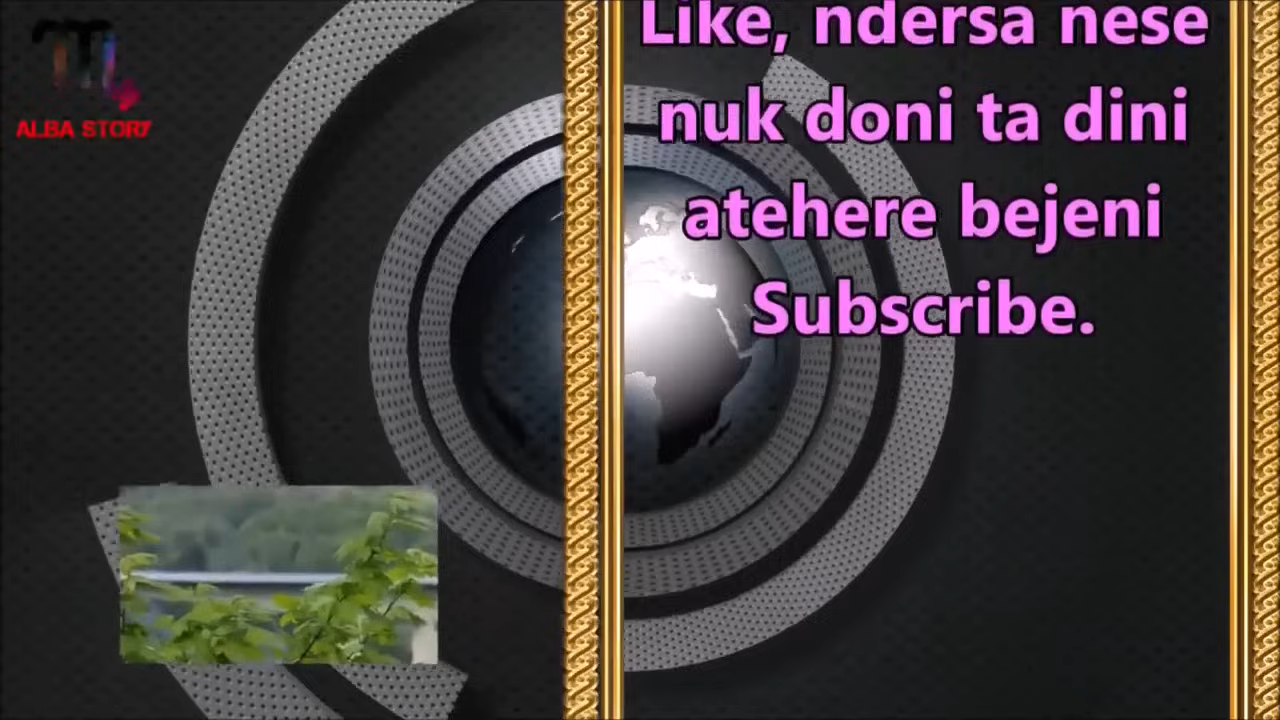 Like, ndersa nese
nuk doni ta dini
atehere bejeni
Subscribe.
ALBA STORY